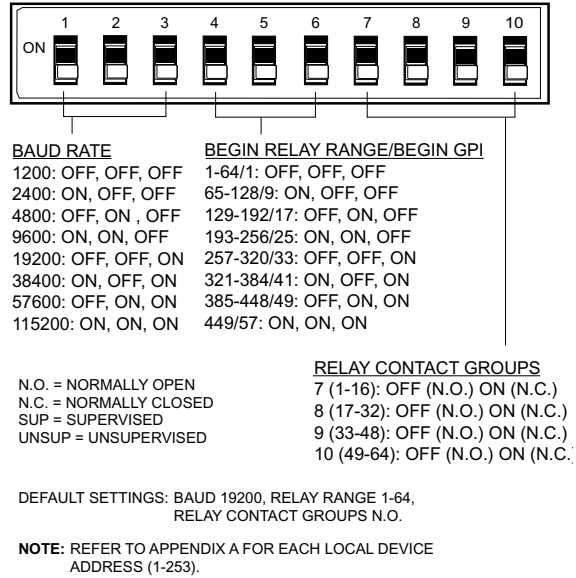 1 2 3 4 5 6 7 8 9 10
ON
BAUD RATE
1200: OFF, OFF, OFF
2400: ON, OFF, OFF
4800: OFF, ON , OFF
9600: ON, ON, OFF
19200: OFF, OFF, ON
38400: ON, OFF, ON
57600: OFF, ON, ON
115200: ON, ON, ON
BEGIN RELAY RANGE/BEGIN GPI
1-64/1: OFF, OFF, OFF
65-128/9: ON, OFF, OFF
129-192/17: OFF, ON, OFF
193-256/25: ON, ON, OFF
257-320/33: OFF, OFF, ON
321-384/41: ON, OFF, ON
385-448/49: OFF, ON, ON
449/57: ON, ON, ON
RELAY CONTACT GROUPS
7 (1-16): OFF (N.O.) ON (N.C.)
8 (17-32): OFF (N.O.) ON (N.C.)
9 (33-48): OFF (N.O.) ON (N.C.)
10 (49-64): OFF (N.O.) ON (N.C.)
N.O. = NORMALLY OPEN
N.C. = NORMALLY CLOSED
SUP = SUPERVISED
UNSUP = UNSUPERVISED
DEFAULT SETTINGS: BAUD 19200, RELAY RANGE 1-64,
RELAY CONTACT GROUPS N.O.
NOTE: REFER TO APPENDIX A FOR EACH LOCAL DEVICE
ADDRESS (1-253).